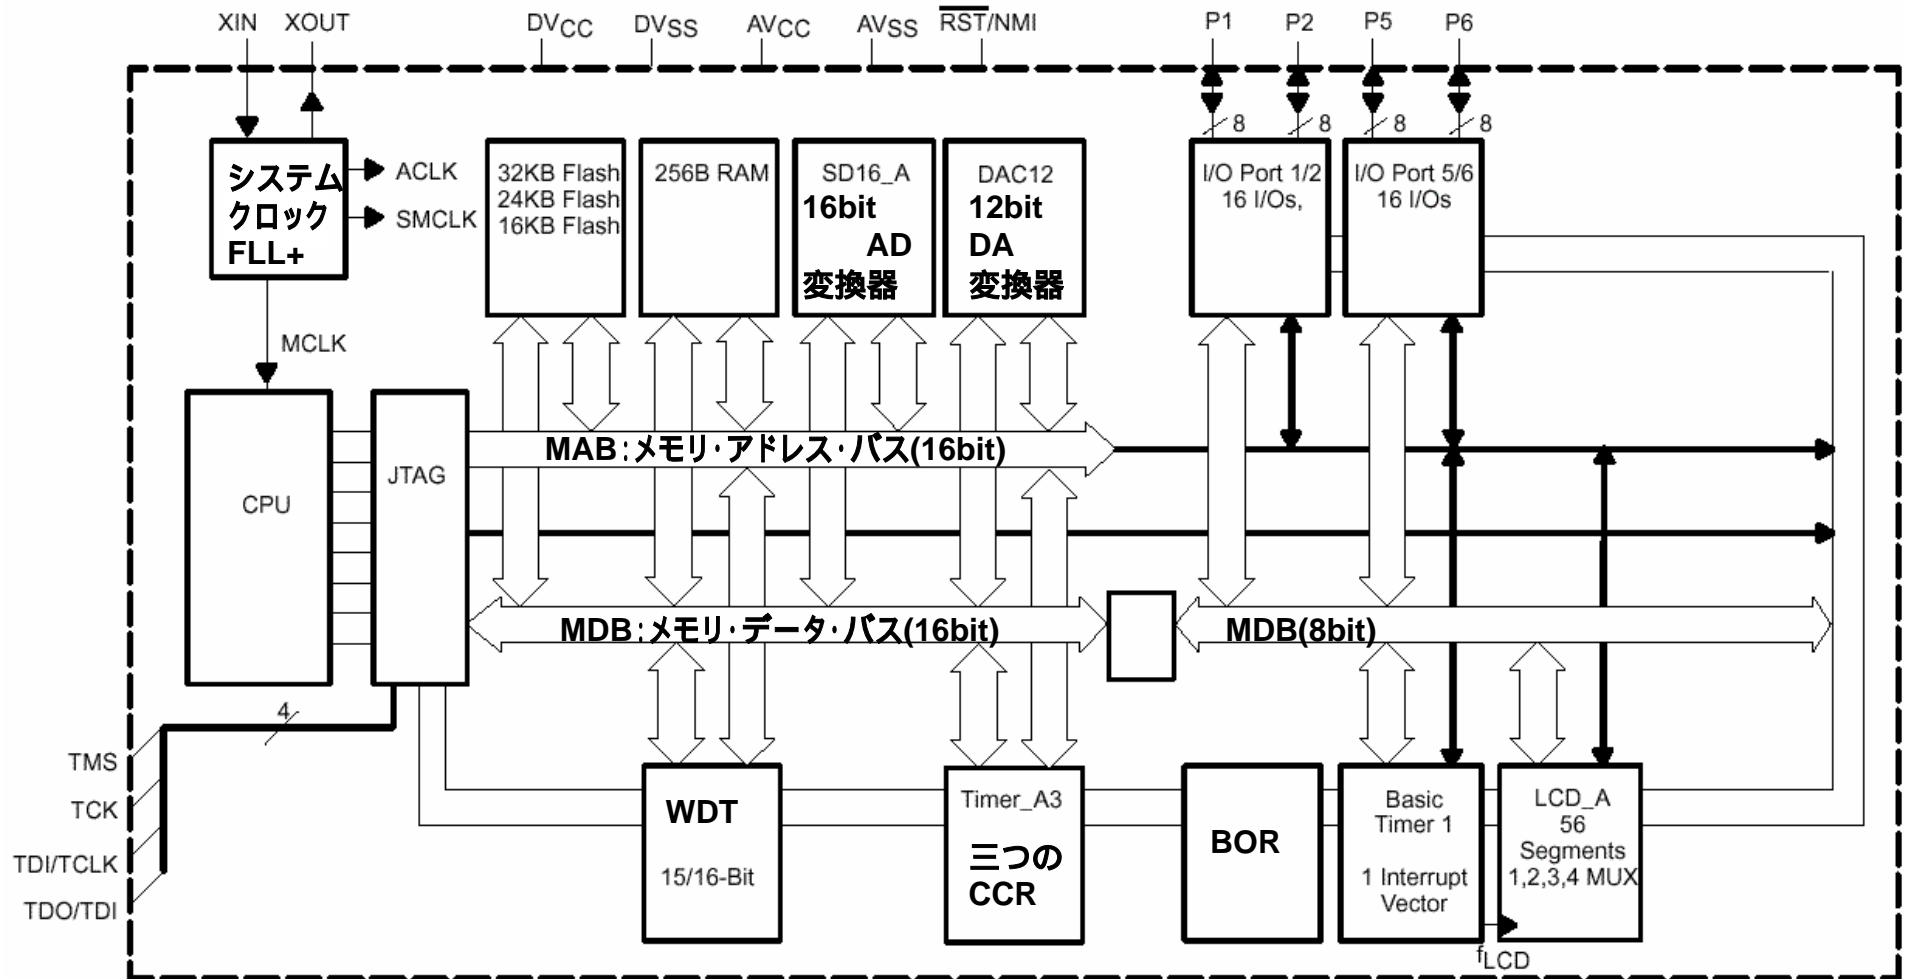 XIN XOUT DVCC DVSS AVCC AVSS RST/NMI P1 P2 P5 P6
8 8 8 8
システム
クロック
FLL+
ACLK
SMCLK
MCLK
32KB Flash
24KB Flash
16KB Flash
256B RAM
SD16_A
16bit
AD
変換器
DAC12
12bit
DA
変換器
I/O Port 1/2
16 I/Os,
I/O Port 5/6
16 I/Os
CPU
JTAG
MAB:メモリ・アドレス・バス(16bit)
MDB:メモリ・データ・バス(16bit)
MDB(8bit)
4
TMS
TCK
TDI/TCLK
TDO/TDI
WDT
15/16-Bit
Timer_A3
三つの
CCR
BOR
Basic
Timer 1
1 Interrupt
Vector
LCD_A
56
Segments
1,2,3,4 MUX
fLCD